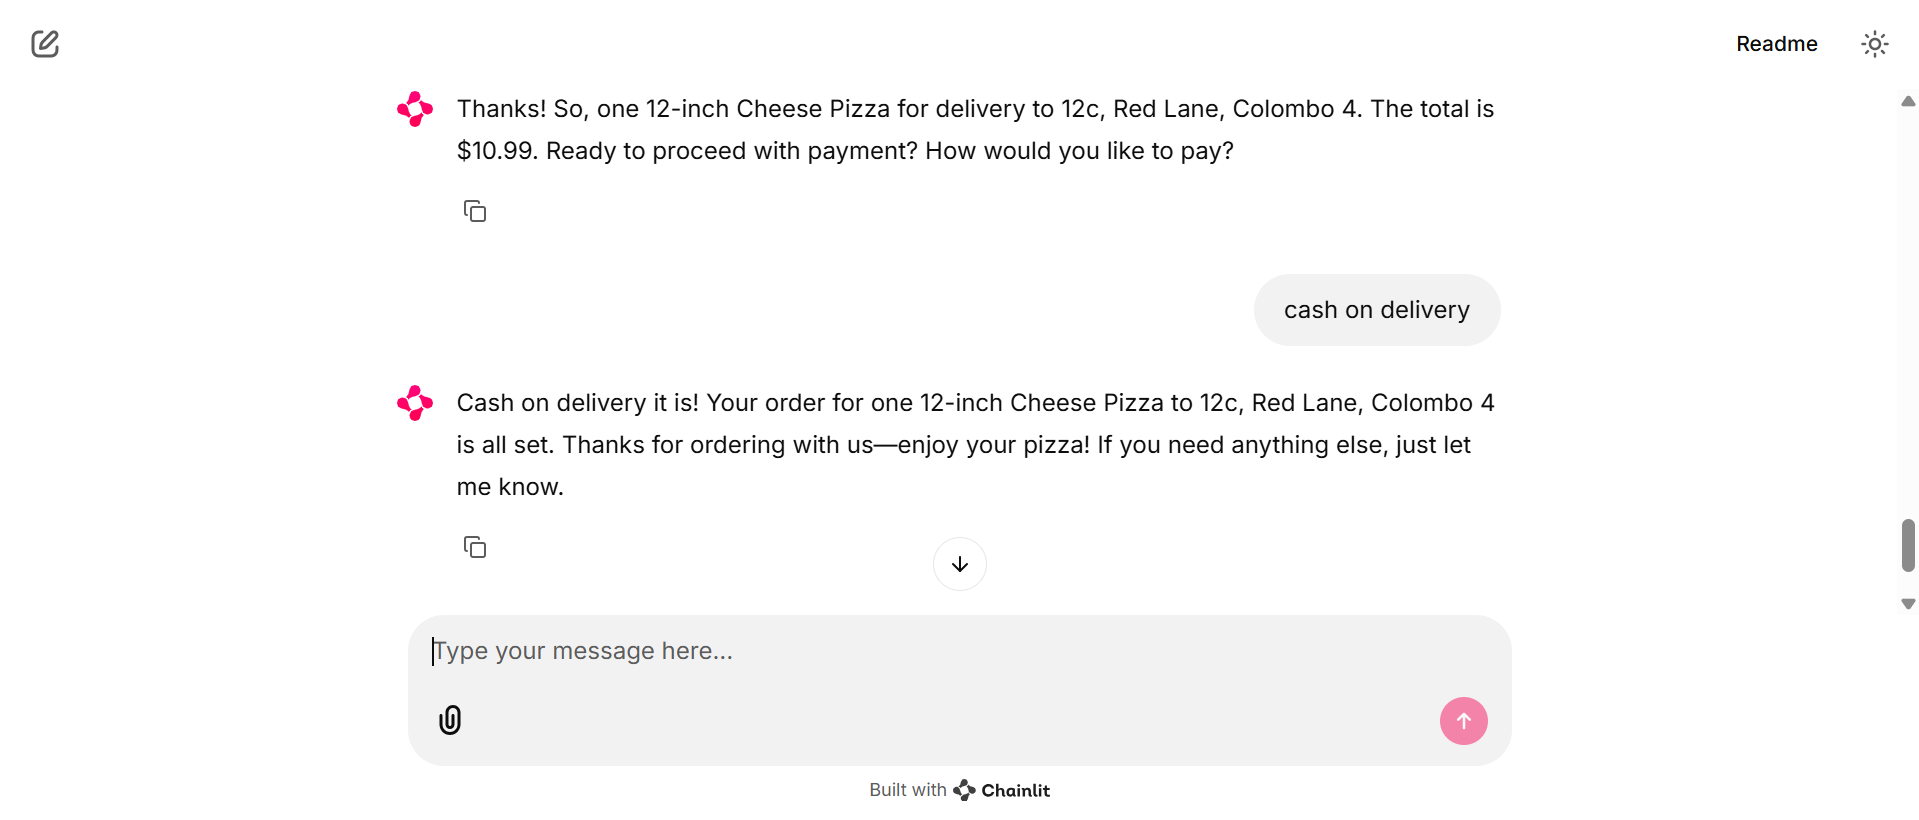 Readme
Thanks! So, one 12-inch Cheese Pizza for delivery to 12c, Red Lane, Colombo 4. The total is
$10.99. Ready to proceed with payment? How would you like to pay?
cash on delivery
Cash on delivery it is! Your order for one 12-inch Cheese Pizza to 12c, Red Lane, Colombo 4
is all set. Thanks for ordering with us—enjoy your pizza! If you need anything else, just let
me know.
Type your message here...
Built with Chainlit